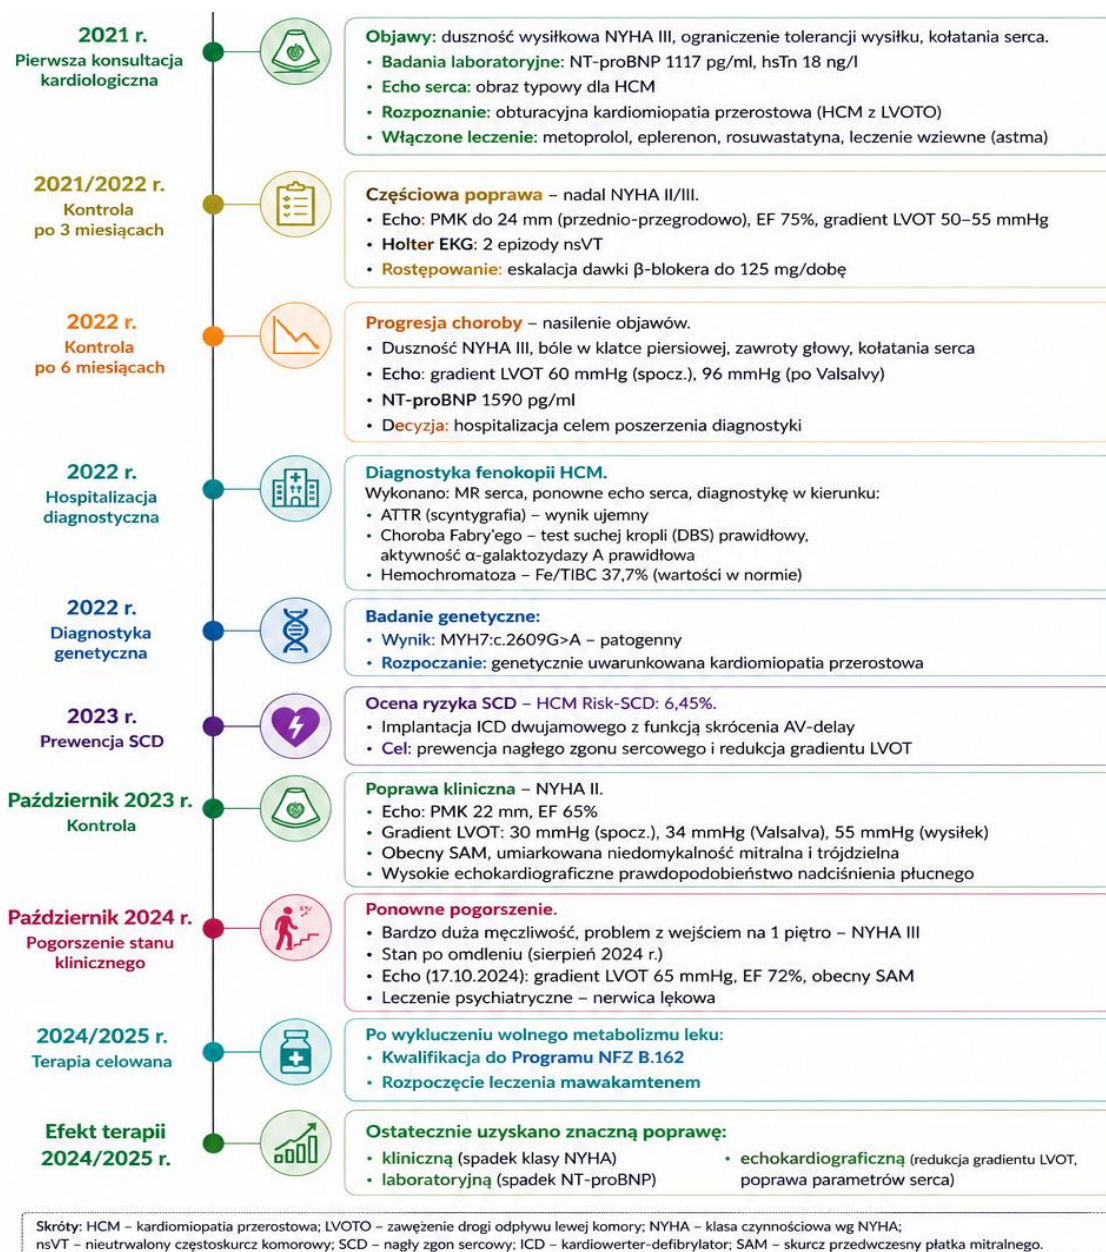 2021 r.
Pierwsza konsultacja
kardiologiczna
Objawy: duszność wysiłkowa NYHA III, ograniczenie tolerancji wysiłku, kołatania serca.
• Badania laboratoryjne: NT-proBNP 1117 pg/ml, hsTn 18 ng/l
• Echo serca: obraz typowy dla HCM
• Rozpoznanie: obturacyjna kardiomiopatia przerostowa (HCM z LVOTO)
• Włączone leczenie: metoprolol, eplerenon, rosuwastatyna, leczenie wziewne (astma)
2021/2022 r.
Kontrola
po 3 miesiącach
Częściowa poprawa – nadal NYHA II/III.
• Echo: PMK do 24 mm (przednio-przegrodowo), EF 75%, gradient LVOT 50–55 mmHg
• Holter EKG: 2 epizody nsVT
• Rostępowanie: eskalacja dawki β-blokera do 125 mg/dobę
2022 r.
Kontrola
po 6 miesiącach
Progresja choroby – nasilenie objawów.
• Duszność NYHA III, bóle w klatce piersiowej, zawroty głowy, kołatania serca
• Echo: gradient LVOT 60 mmHg (spocz.), 96 mmHg (po Valsalvy)
• NT-proBNP 1590 pg/ml
• Decyzja: hospitalizacja celem poszerzenia diagnostyki
2022 r.
Hospitalizacja
diagnostyczna
Diagnostyka fenokopii HCM.
Wykonano: MR serca, ponowne echo serca, diagnostykę w kierunku:
• ATTR (scyntygrafia) – wynik ujemny
• Choroba Fabry'ego – test suchej kropli (DBS) prawidłowy,
aktywność α-galaktozydazy A prawidłowa
• Hemochromatoza – Fe/TIBC 37,7% (wartości w normie)
2022 r.
Diagnostyka
genetyczna
Badanie genetyczne:
• Wynik: MYH7:c.2609G>A – patogenny
• Rozpoczanie: genetycznie uwarunkowana kardiomiopatia przerostowa
2023 r.
Prewencja SCD
Ocena ryzyka SCD – HCM Risk-SCD: 6,45%.
• Implantacja ICD dwujamowego z funkcją skrócenia AV-delay
• Cel: prewencja nagłego zgonu sercowego i redukcja gradientu LVOT
Październik 2023 r.
Kontrola
Poprawa kliniczna – NYHA II.
• Echo: PMK 22 mm, EF 65%
• Gradient LVOT: 30 mmHg (spocz.), 34 mmHg (Valsalva), 55 mmHg (wysiłek)
• Obecny SAM, umiarkowana niedomykalność mitralna i trójdzielna
• Wysokie echokardiograficzne prawdopodobieństwo nadciśnienia płucnego
Październik 2024 r.
Pogorszenie stanu
klinicznego
Ponowne pogorszenie.
• Bardzo duża męczliwość, problem z wejściem na 1 piętro – NYHA III
• Stan po omdleniu (sierpień 2024 r.)
• Echo (17.10.2024): gradient LVOT 65 mmHg, EF 72%, obecny SAM
• Leczenie psychiatryczne – nerwica lękowa
2024/2025 r.
Terapia celowana
Po wykluczeniu wolnego metabolizmu leku:
• Kwalifikacja do Programu NFZ B.162
• Rozpoczęcie leczenia mawakamtenem
Efekt terapii
2024/2025 r.
Ostatecznie uzyskano znaczną poprawę:
• kliniczną (spadek klasy NYHA)
• laboratoryjną (spadek NT-proBNP)
• echokardiograficzną (redukcja gradientu LVOT,
poprawa parametrów serca)
Skróty: HCM – kardiomiopatia przerostowa; LVOTO – zawężenie drogi odpływu lewej komory; NYHA – klasa czynnościowa wg NYHA;
nsVT – nieutrwalony częstoskurcz komorowy; SCD – nagły zgon sercowy; ICD – kardiowerter-defibrylator; SAM – skurcz przedwczesny płatka mitralnego.